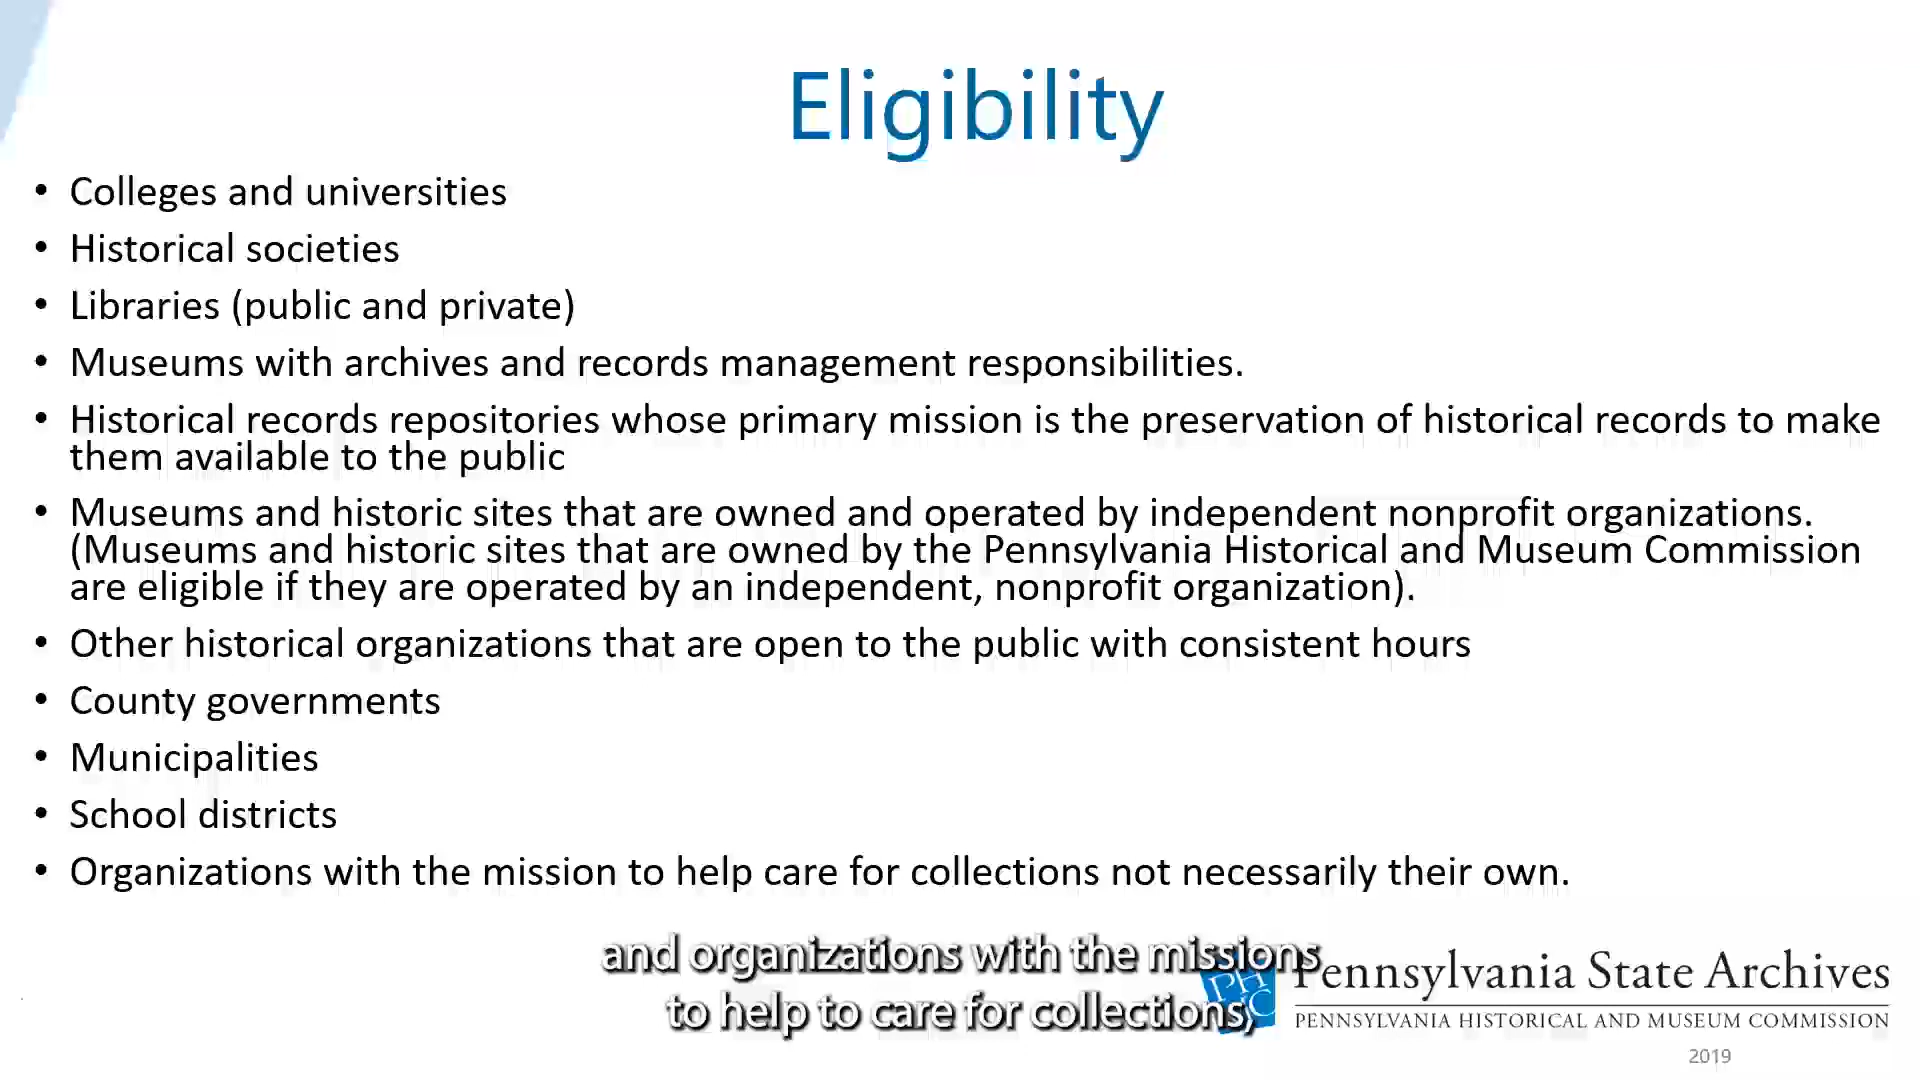 Eligibility
• Colleges and universities
• Historical societies
• Libraries (public and private)
• Museums with archives and records management responsibilities.
• Historical records repositories whose primary mission is the preservation of historical records to make
them available to the public
• Museums and historic sites that are owned and operated by independent nonprofit organizations.
(Museums and historic sites that are owned by the Pennsylvania Historical and Museum Commission
are eligible if they are operated by an independent, nonprofit organization).
• Other historical organizations that are open to the public with consistent hours
• County governments
• Municipalities
• School districts
• Organizations with the mission to help care for collections not necessarily their own.
and organizations with the missions
to help to care for collections,
PHMC
Pennsylvania State Archives
PENNSYLVANIA HISTORICAL AND MUSEUM COMMISSION
2019